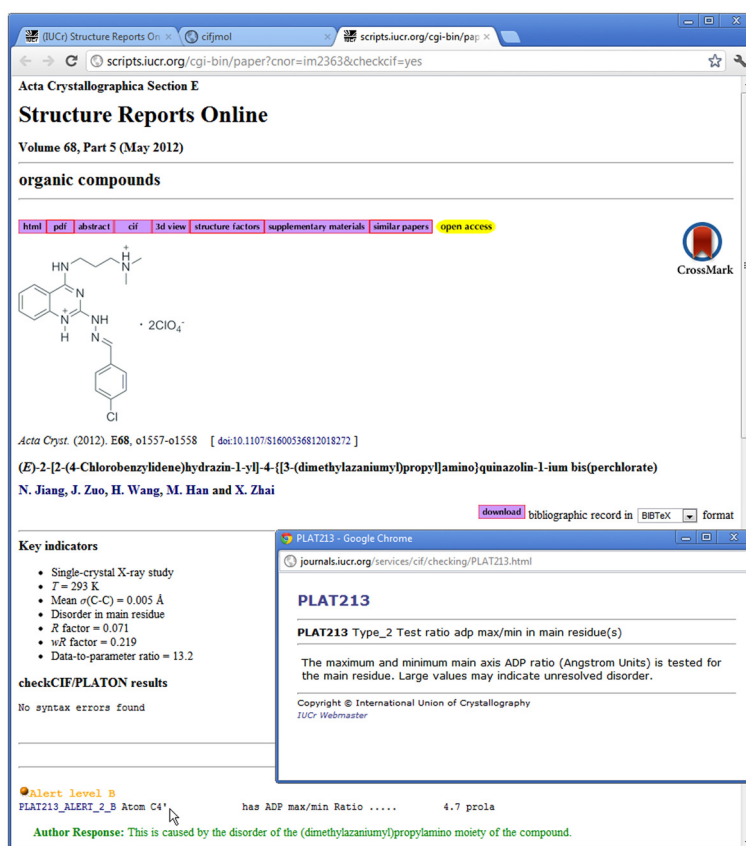 (IUCr) Structure Reports On
cifjmol
scripts.iucr.org/cgi-bin/pap
scripts.iucr.org/cgi-bin/paper?cnor=im2363&checkcif=yes
Acta Crystallographica Section E
Structure Reports Online
Volume 68, Part 5 (May 2012)
organic compounds
html pdf abstract cif 3d view structure factors supplementary materials similar papers open access
CrossMark
H
+
HN N
N
N NH
+
H N
· 2ClO4-
Cl
Acta Cryst. (2012). E68, o1557-o1558 [ doi:10.1107/S1600536812018272 ]
(E)-2-[2-(4-Chlorobenzylidene)hydrazin-1-yl]-4-{[3-(dimethylazaniumyl)propyl]amino}quinazolin-1-ium bis(perchlorate)
N. Jiang, J. Zuo, H. Wang, M. Han and X. Zhai
download bibliographic record in BIBTeX format
Key indicators
Single-crystal X-ray study
T = 293 K
Mean σ(C-C) = 0.005 Å
Disorder in main residue
R factor = 0.071
wR factor = 0.219
Data-to-parameter ratio = 13.2
checkCIF/PLATON results
No syntax errors found
PLAT213 - Google Chrome
journals.iucr.org/services/cif/checking/PLAT213.html
PLAT213
PLAT213 Type_2 Test ratio adp max/min in main residue(s)
The maximum and minimum main axis ADP ratio (Angstrom Units) is tested for
the main residue. Large values may indicate unresolved disorder.
Copyright © International Union of Crystallography
IUCr Webmaster
Alert level B
PLAT213_ALERT_2_B Atom C4' has ADP max/min Ratio ..... 4.7 prola
Author Response: This is caused by the disorder of the (dimethylazaniumyl)propylamino moiety of the compound.